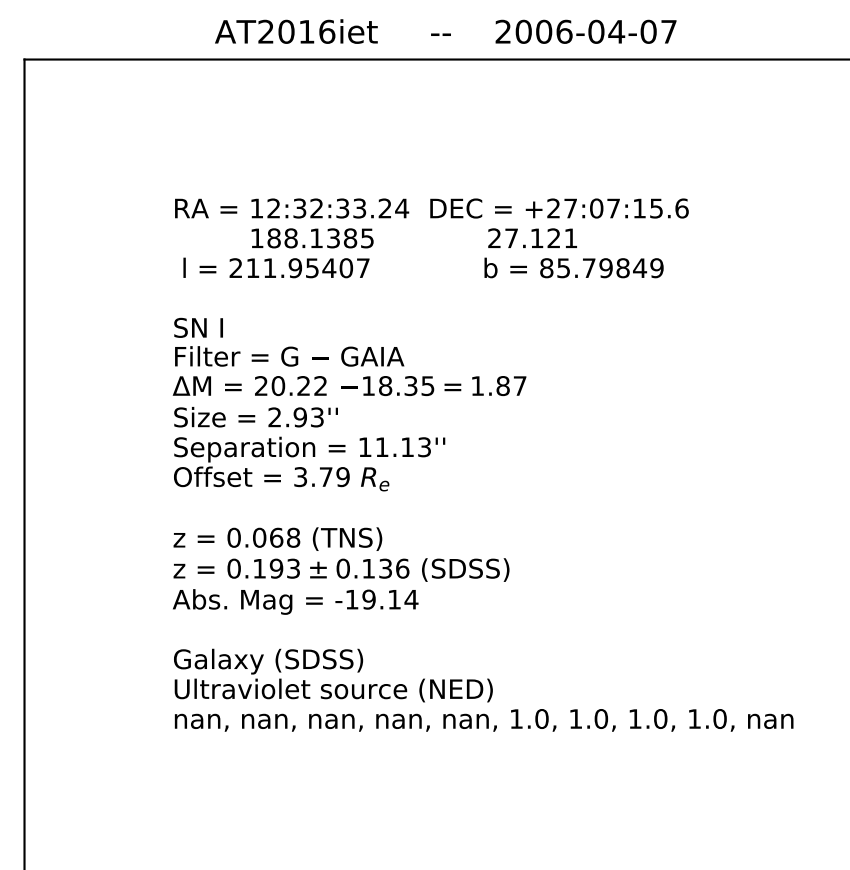 AT2016iet -- 2006-04-07
RA = 12:32:33.24 DEC = +27:07:15.6
188.1385 27.121
l = 211.95407 b = 85.79849
SN I
Filter = G − GAIA
ΔM = 20.22 −18.35 = 1.87
Size = 2.93''
Separation = 11.13''
Offset = 3.79 Rₑ
z = 0.068 (TNS)
z = 0.193 ± 0.136 (SDSS)
Abs. Mag = -19.14
Galaxy (SDSS)
Ultraviolet source (NED)
nan, nan, nan, nan, nan, 1.0, 1.0, 1.0, 1.0, nan